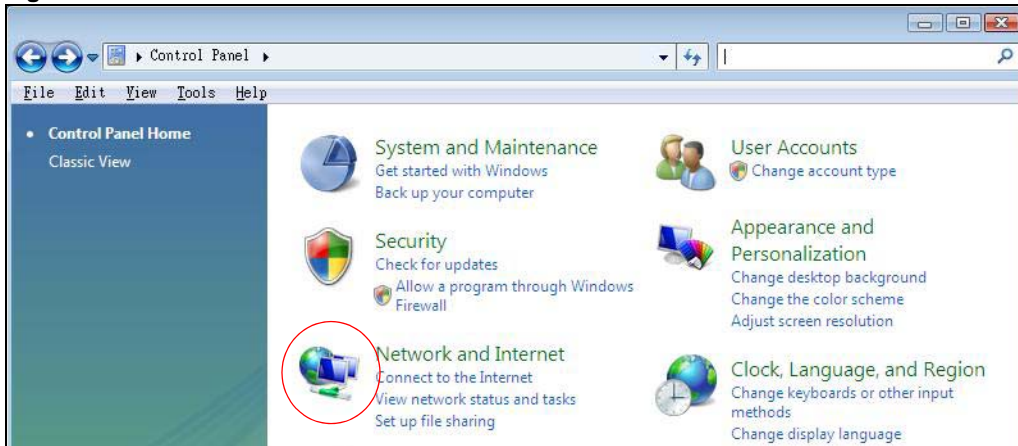 Control Panel
File Edit View Tools Help
Control Panel Home
Classic View
System and Maintenance
Get started with Windows
Back up your computer
Security
Check for updates
Allow a program through Windows
Firewall
Network and Internet
Connect to the Internet
View network status and tasks
Set up file sharing
User Accounts
Change account type
Appearance and
Personalization
Change desktop background
Change the color scheme
Adjust screen resolution
Clock, Language, and Region
Change keyboards or other input
methods
Change display language